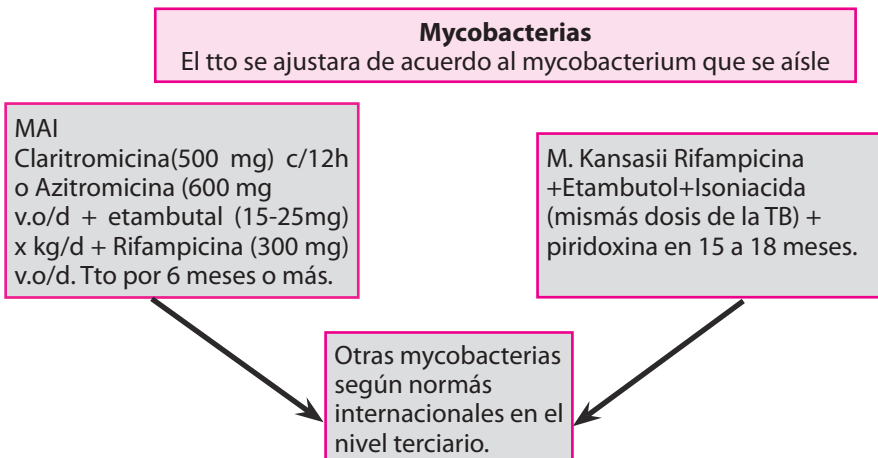 Mycobacterias
El tto se ajustara de acuerdo al mycobacterium que se aísle
MAI
Claritromicina(500 mg) c/12h
o Azitromicina (600 mg
v.o/d + etambutal (15-25mg)
x kg/d + Rifampicina (300 mg)
v.o/d. Tto por 6 meses o más.
M. Kansasii Rifampicina
+Etambutol+Isoniacida
(mismás dosis de la TB) +
piridoxina en 15 a 18 meses.
Otras mycobacterias
según normás
internacionales en el
nivel terciario.